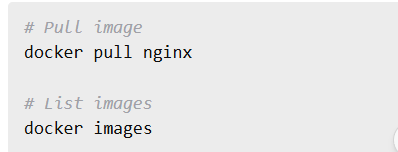 # Pull image
docker pull nginx
# List images
docker images